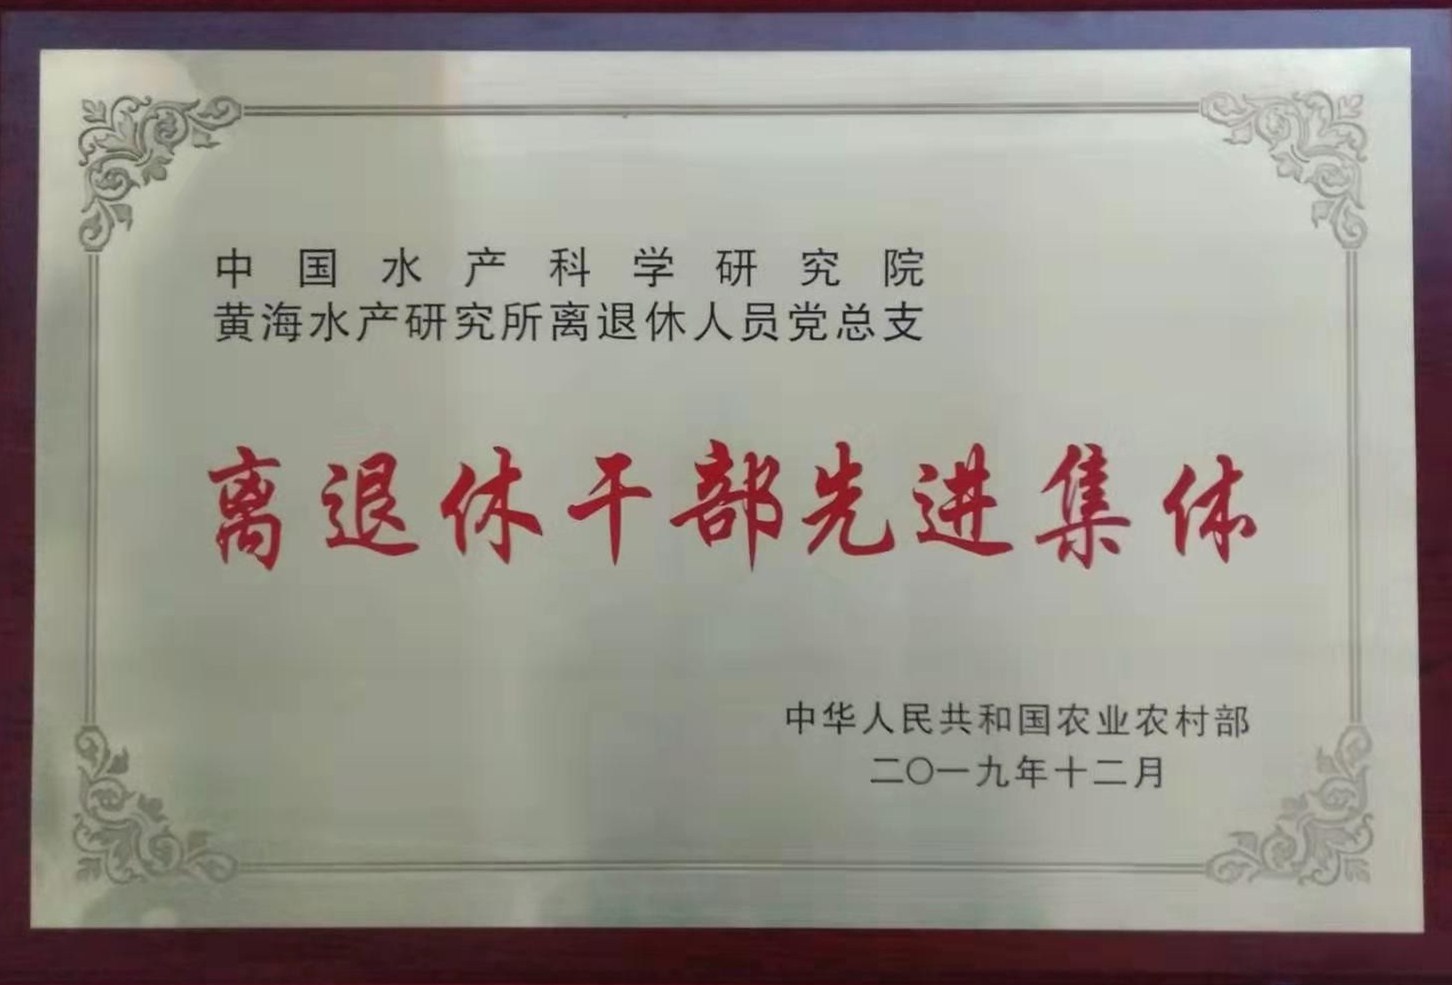 中国水产科学研究院
黄海水产研究所离退休人员党总支
离退休干部先进集体
中华人民共和国农业农村部
二〇一九年十二月